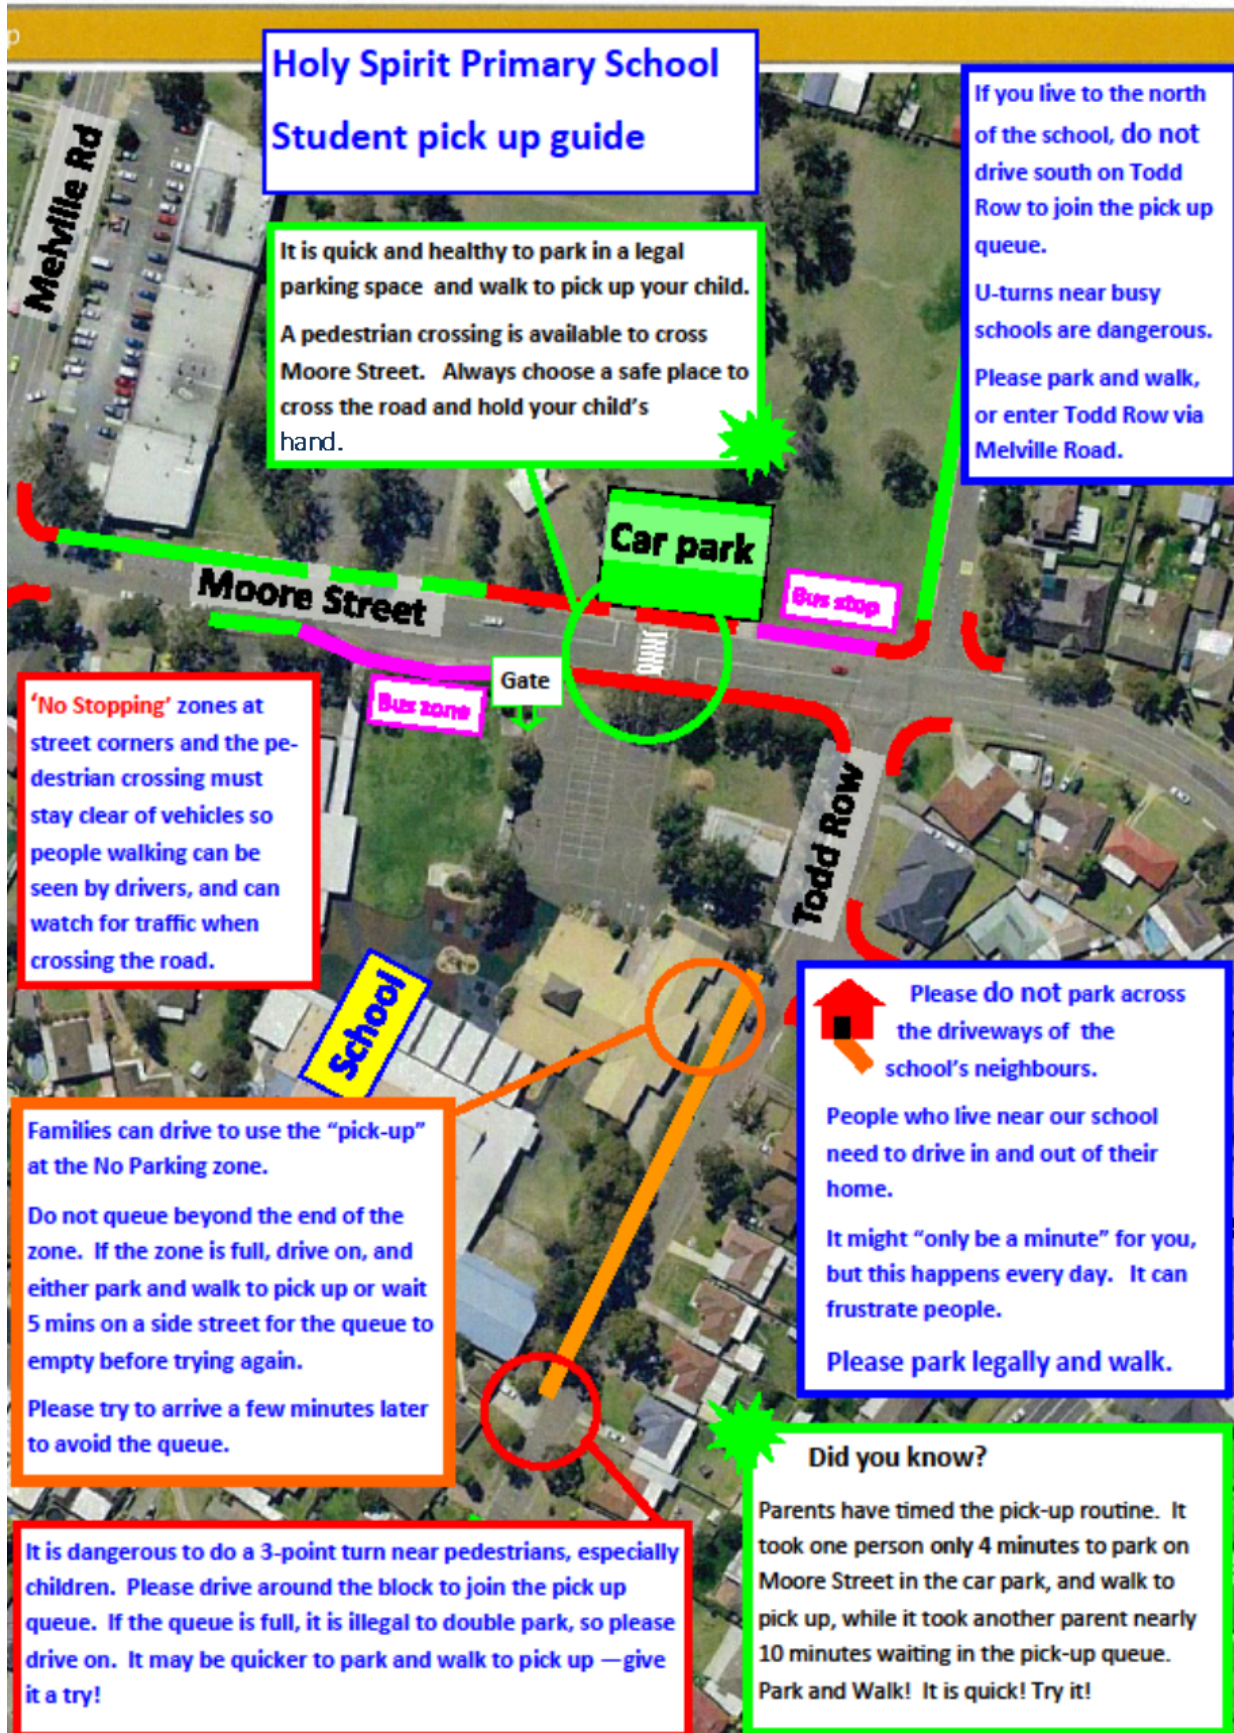 p
Holy Spirit Primary School
Student pick up guide
Melville Rd
It is quick and healthy to park in a legal
parking space and walk to pick up your child.
A pedestrian crossing is available to cross
Moore Street. Always choose a safe place to
cross the road and hold your child's
hand.
If you live to the north
of the school, do not
drive south on Todd
Row to join the pick up
queue.
U-turns near busy
schools are dangerous.
Please park and walk,
or enter Todd Row via
Melville Road.
Car park
Moore Street
Bus stop
Gate
Bus zone
'No Stopping' zones at
street corners and the pe-
destrian crossing must
stay clear of vehicles so
people walking can be
seen by drivers, and can
watch for traffic when
crossing the road.
Todd Row
School
Please do not park across
the driveways of the
school's neighbours.
People who live near our school
need to drive in and out of their
home.
It might “only be a minute” for you,
but this happens every day. It can
frustrate people.
Please park legally and walk.
Families can drive to use the “pick-up”
at the No Parking zone.
Do not queue beyond the end of the
zone. If the zone is full, drive on, and
either park and walk to pick up or wait
5 mins on a side street for the queue to
empty before trying again.
Please try to arrive a few minutes later
to avoid the queue.
It is dangerous to do a 3-point turn near pedestrians, especially
children. Please drive around the block to join the pick up
queue. If the queue is full, it is illegal to double park, so please
drive on. It may be quicker to park and walk to pick up —give
it a try!
Did you know?
Parents have timed the pick-up routine. It
took one person only 4 minutes to park on
Moore Street in the car park, and walk to
pick up, while it took another parent nearly
10 minutes waiting in the pick-up queue.
Park and Walk! It is quick! Try it!